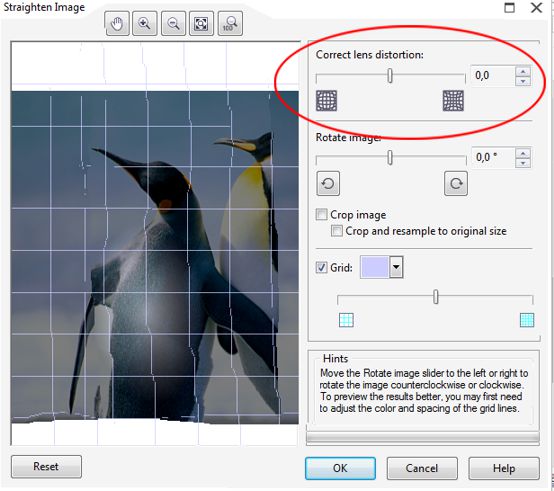 Straighten Image
100
Correct lens distortion:
0,0
Rotate image:
0,0 °
Crop image
Crop and resample to original size
Grid:
Hints
Move the Rotate image slider to the left or right to
rotate the image counterclockwise or clockwise.
To preview the results better, you may first need
to adjust the color and spacing of the grid lines.
Reset
OK
Cancel
Help